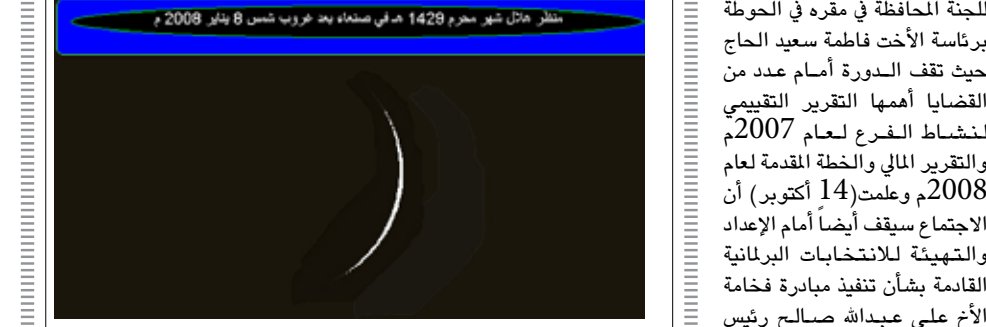 للجنة المحافظة في مقره في الحوطة
برئاسة الأخت فاطمة سعيد الحاج
حيث تقف الدورة أمام عدد من
القضايا أهمها التقرير التقييمي
لنشاط الفرع لعام 2007م
والتقرير المالي والخطة المقدمة لعام
2008م وعلمت(14 أكتوبر) أن
الاجتماع سيقف أيضاً أمام الإعداد
والتهيئة للانتخابات البرلمانية
القادمة بشأن تنفيذ مبادرة فخامة
الأخ علي عبدالله صالح رئيس
منظر هلال شهر محرم 1429 هـ في صنعاء بعد غروب شمس 8 يناير 2008 م